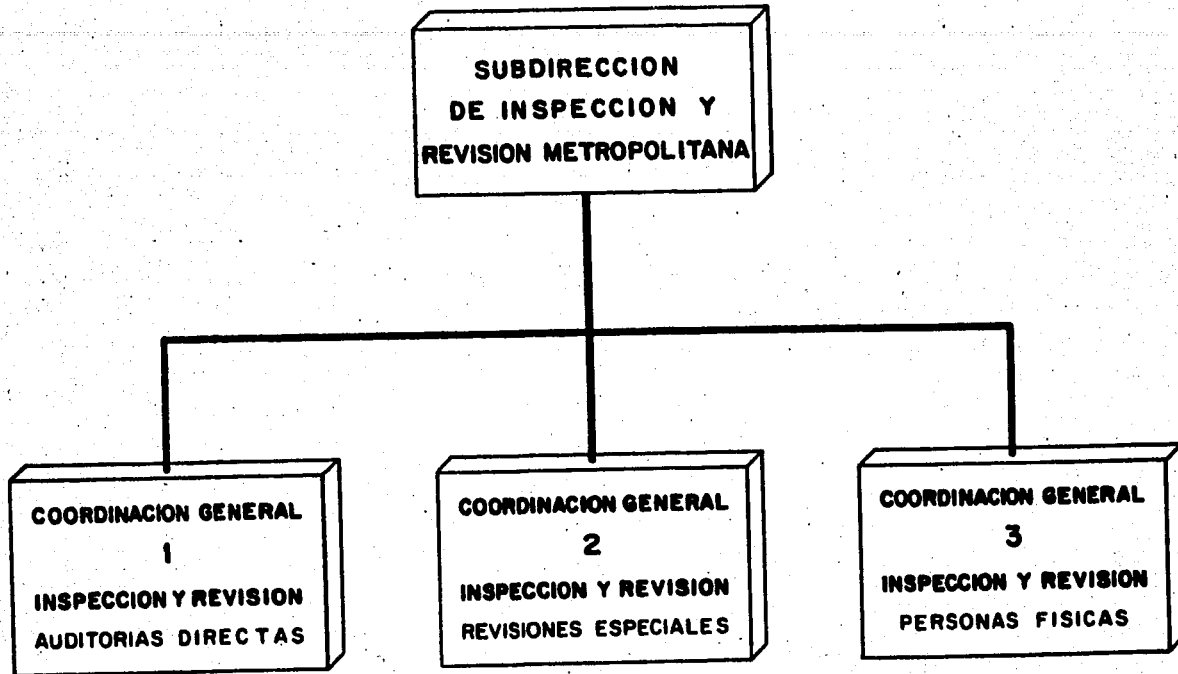 SUBDIRECCION
DE INSPECCION Y
REVISION METROPOLITANA
COORDINACION GENERAL
1
INSPECCION Y REVISION
AUDITORIAS DIRECTAS
COORDINACION GENERAL
2
INSPECCION Y REVISION
REVISIONES ESPECIALES
COORDINACION GENERAL
3
INSPECCION Y REVISION
PERSONAS FISICAS